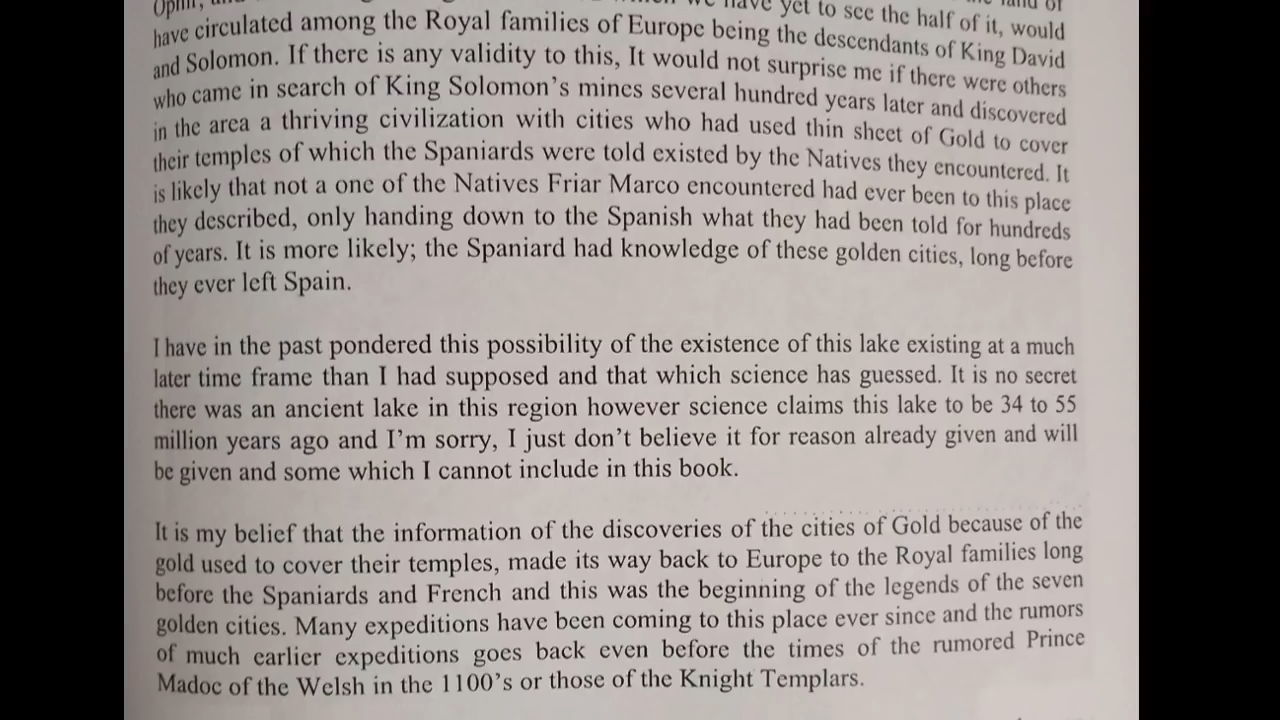 have yet to see the half of it, would
have circulated among the Royal families of Europe being the descendants of King David
and Solomon. If there is any validity to this, It would not surprise me if there were others
who came in search of King Solomon's mines several hundred years later and discovered
in the area a thriving civilization with cities who had used thin sheet of Gold to cover
their temples of which the Spaniards were told existed by the Natives they encountered. It
is likely that not a one of the Natives Friar Marco encountered had ever been to this place
they described, only handing down to the Spanish what they had been told for hundreds
of years. It is more likely; the Spaniard had knowledge of these golden cities, long before
they ever left Spain.
I have in the past pondered this possibility of the existence of this lake existing at a much
later time frame than I had supposed and that which science has guessed. It is no secret
there was an ancient lake in this region however science claims this lake to be 34 to 55
million years ago and I'm sorry, I just don't believe it for reason already given and will
be given and some which I cannot include in this book.
It is my belief that the information of the discoveries of the cities of Gold because of the
gold used to cover their temples, made its way back to Europe to the Royal families long
before the Spaniards and French and this was the beginning of the legends of the seven
golden cities. Many expeditions have been coming to this place ever since and the rumors
of much earlier expeditions goes back even before the times of the rumored Prince
Madoc of the Welsh in the 1100's or those of the Knight Templars.